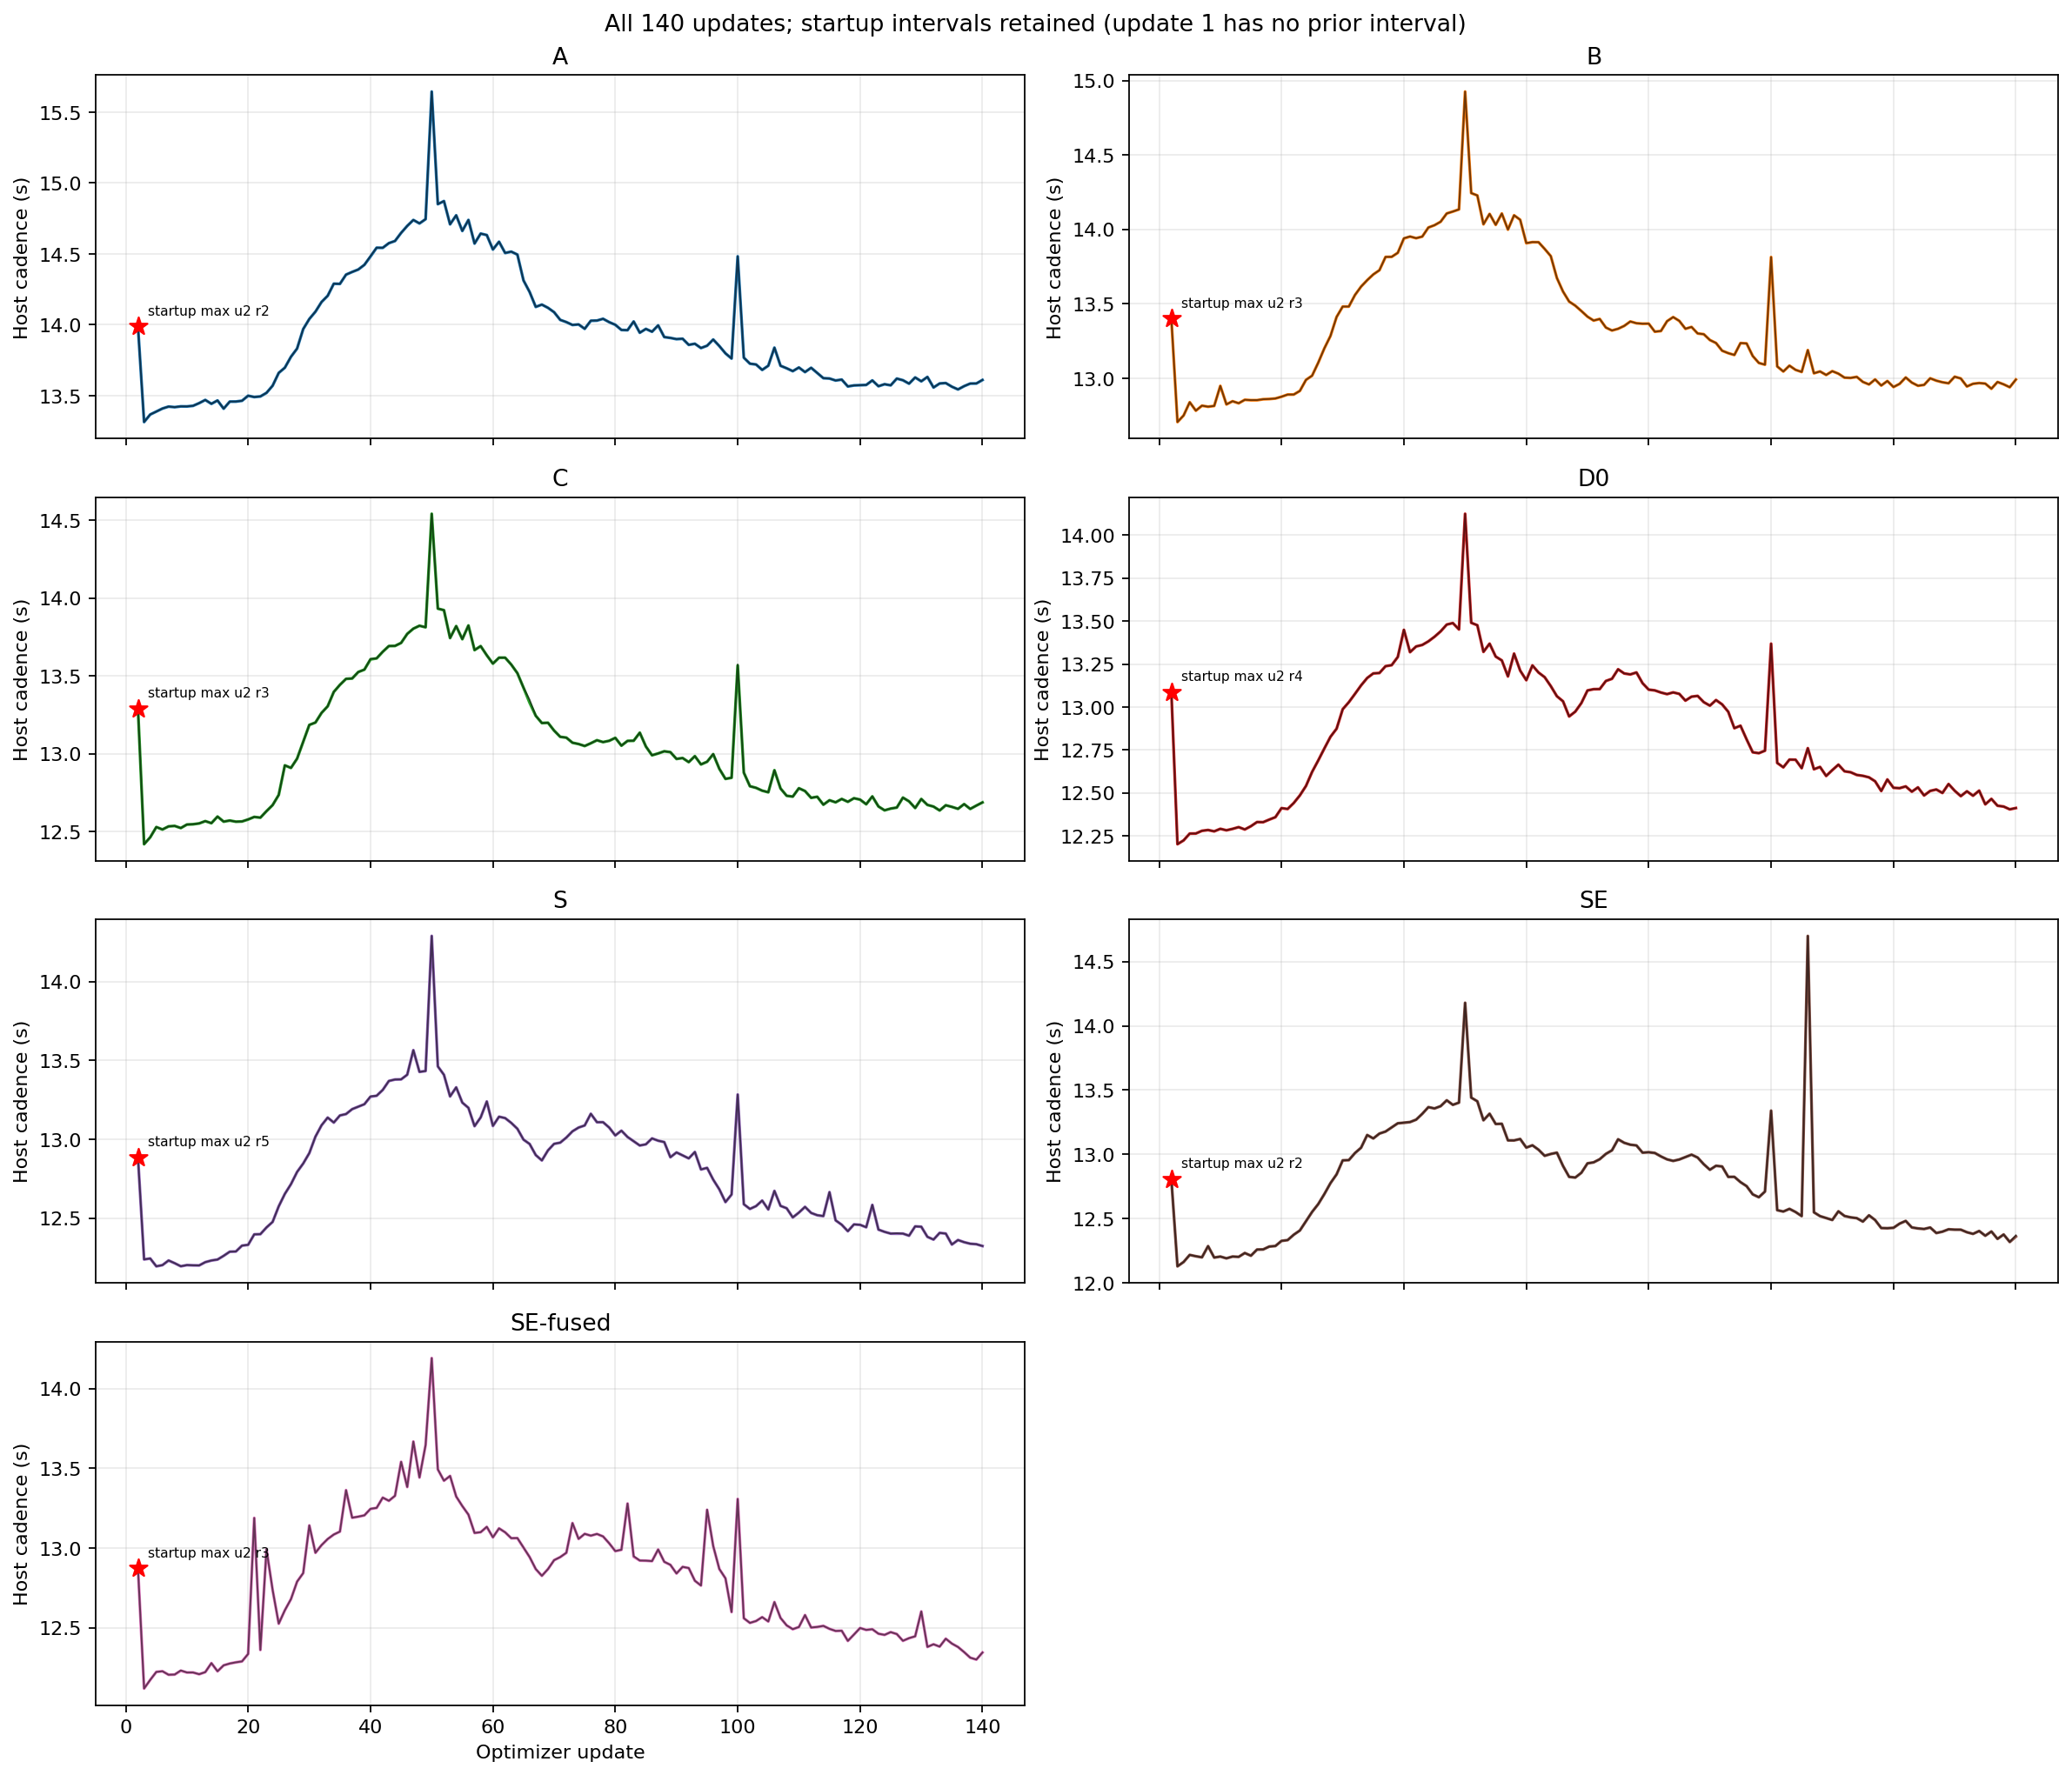 All 140 updates; startup intervals retained (update 1 has no prior interval)
A
Host cadence (s)
15.5
15.0
14.5
14.0
13.5
startup max u2 r2
B
Host cadence (s)
15.0
14.5
14.0
13.5
13.0
startup max u2 r3
C
Host cadence (s)
14.5
14.0
13.5
13.0
12.5
startup max u2 r3
D0
Host cadence (s)
14.00
13.75
13.50
13.25
13.00
12.75
12.50
12.25
startup max u2 r4
S
Host cadence (s)
14.0
13.5
13.0
12.5
startup max u2 r5
SE
Host cadence (s)
14.5
14.0
13.5
13.0
12.5
12.0
startup max u2 r2
SE-fused
Host cadence (s)
14.0
13.5
13.0
12.5
startup max u2 r3
0 20 40 60 80 100 120 140
Optimizer update